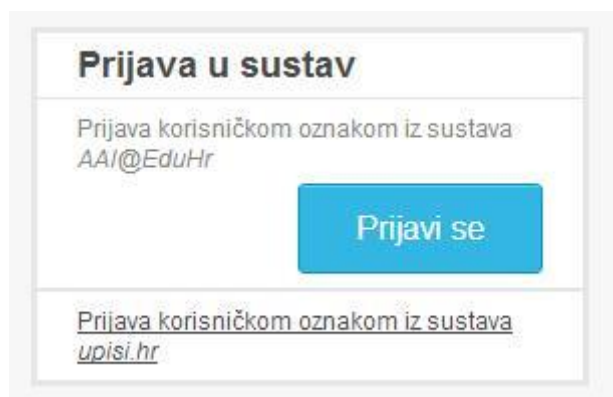 Prijava u sustav
Prijava korisničkom oznakom iz sustava
AAI@EduHr
Prijavi se
Prijava korisničkom oznakom iz sustava
upisi.hr